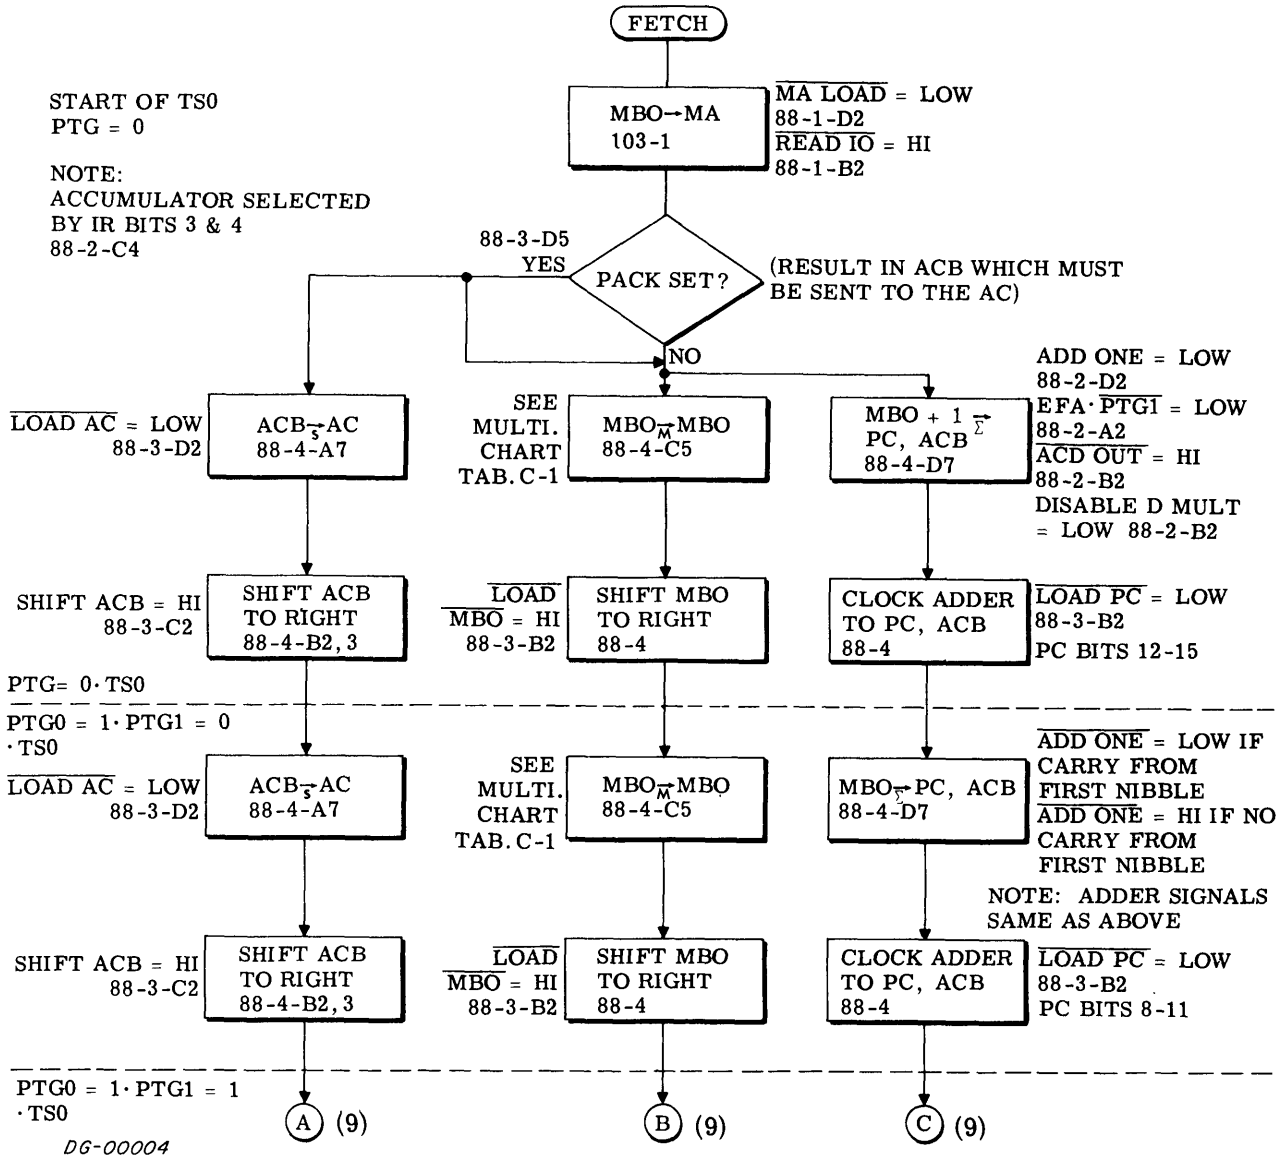 FETCH
START OF TS0
PTG = 0
NOTE:
ACCUMULATOR SELECTED
BY IR BITS 3 & 4
88-2-C4
MBO→MA
103-1
MA LOAD = LOW
88-1-D2
READ IO = HI
88-1-B2
88-3-D5
YES
PACK SET?
(RESULT IN ACB WHICH MUST
BE SENT TO THE AC)
NO
LOAD AC = LOW
88-3-D2
ACB→AC
S
88-4-A7
SEE
MULTI.
CHART
TAB. C-1
MBO→MBO
M
88-4-C5
MBO + 1 →
Σ
PC, ACB
88-4-D7
ADD ONE = LOW
88-2-D2
EFA·PTG1 = LOW
88-2-A2
ACD OUT = HI
88-2-B2
DISABLE D MULT
= LOW 88-2-B2
SHIFT ACB = HI
88-3-C2
SHIFT ACB
TO RIGHT
88-4-B2,3
LOAD
MBO = HI
88-3-B2
SHIFT MBO
TO RIGHT
88-4
CLOCK ADDER
TO PC, ACB
88-4
LOAD PC = LOW
88-3-B2
PC BITS 12-15
PTG= 0·TS0
PTG0 = 1·PTG1 = 0
·TS0
LOAD AC = LOW
88-3-D2
ACB→AC
S
88-4-A7
SEE
MULTI.
CHART
TAB. C-1
MBO→MBO
M
88-4-C5
MBO→PC, ACB
Σ
88-4-D7
ADD ONE = LOW IF
CARRY FROM
FIRST NIBBLE
ADD ONE = HI IF NO
CARRY FROM
FIRST NIBBLE
NOTE: ADDER SIGNALS
SAME AS ABOVE
SHIFT ACB = HI
88-3-C2
SHIFT ACB
TO RIGHT
88-4-B2,3
LOAD
MBO = HI
88-3-B2
SHIFT MBO
TO RIGHT
88-4
CLOCK ADDER
TO PC, ACB
88-4
LOAD PC = LOW
88-3-B2
PC BITS 8-11
PTG0 = 1·PTG1 = 1
·TS0
A (9)
B (9)
C (9)
DG-00004